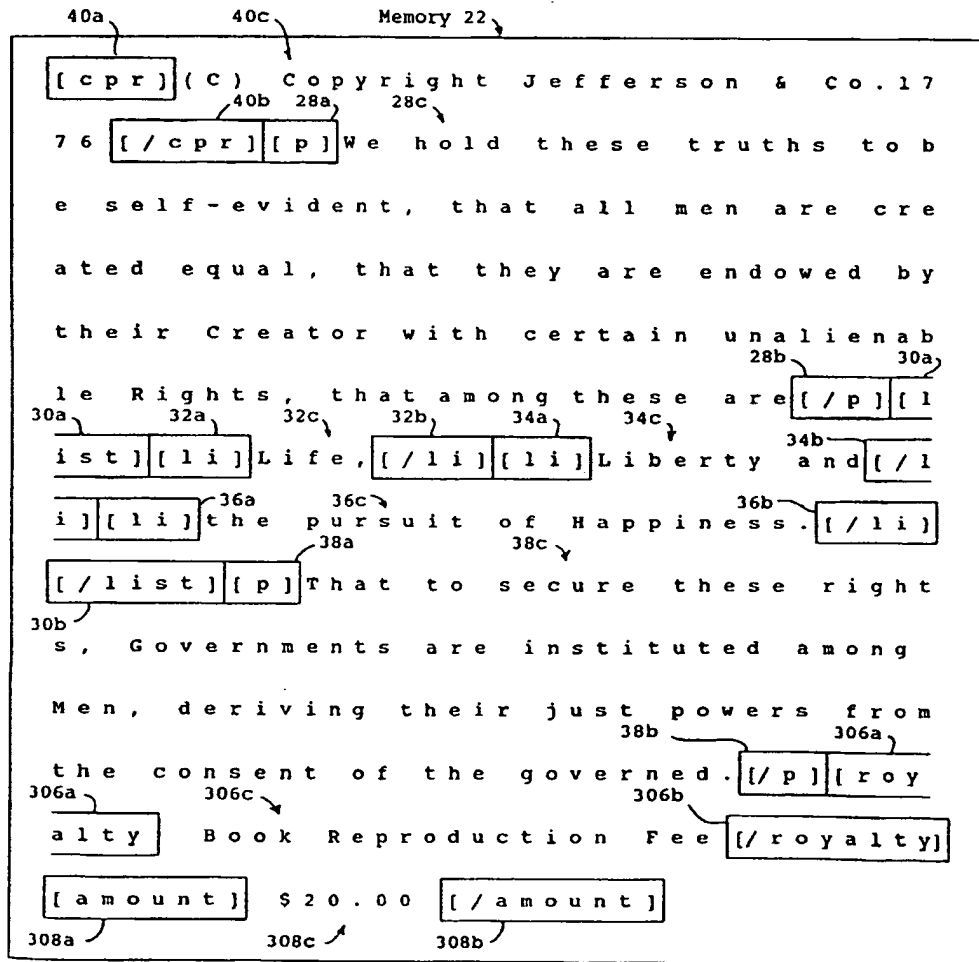 40a 40c Memory 22
[cpr](C) Copyright Jefferson & Co.17
40b 28a 28c
76 [/cpr][p]We hold these truths to b
e self-evident, that all men are cre
ated equal, that they are endowed by
their Creator with certain unalienab
28b 30a
le Rights, that among these are[/p][l
30a 32a 32c 32b 34a 34c 34b
ist][li]Life,[/li][li]Liberty and[/l
36a 36c 36b
i][li]the pursuit of Happiness.[/li]
38a 38c
[/list][p]That to secure these right
30b
s, Governments are instituted among
Men, deriving their just powers from
38b 306a
the consent of the governed.[/p][roy
306a 306c 306b
alty Book Reproduction Fee [/royalty]
[amount] $20.00 [/amount]
308a 308c 308b